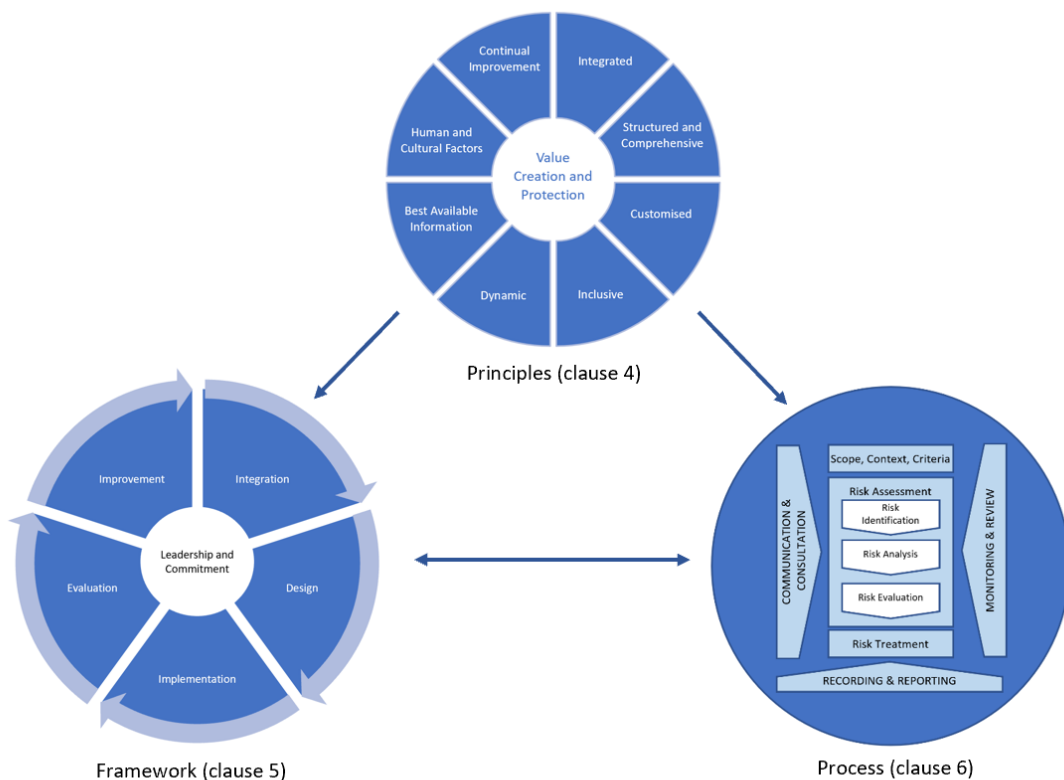 Continual
Improvement
Integrated
Human and
Cultural Factors
Structured and
Comprehensive
Value
Creation and
Protection
Best Available
Information
Customised
Dynamic
Inclusive
Principles (clause 4)
Improvement
Integration
Leadership and
Commitment
Evaluation
Design
Implementation
Framework (clause 5)
Scope, Context, Criteria
Risk Assessment
Risk
Identification
Risk Analysis
Risk Evaluation
Risk Treatment
COMMUNICATION &
CONSULTATION
MONITORING & REVIEW
RECORDING & REPORTING
Process (clause 6)